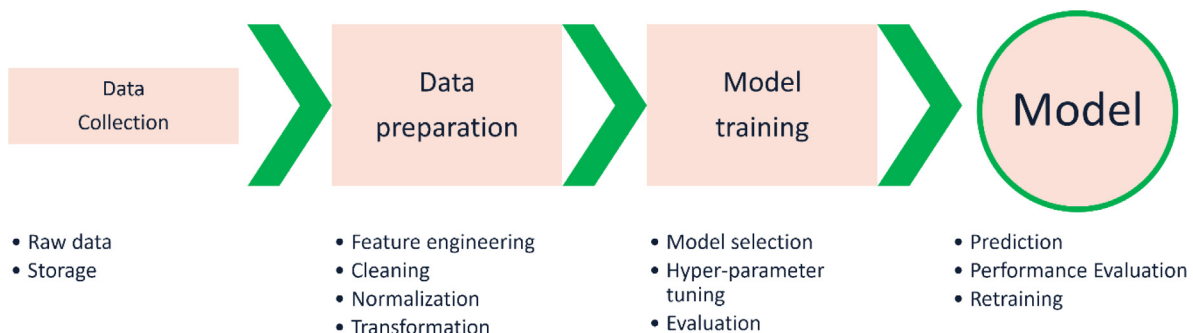 Data
Collection
Data
preparation
Model
training
Model
• Raw data
• Storage
• Feature engineering
• Cleaning
• Normalization
• Transformation
• Model selection
• Hyper-parameter
tuning
• Evaluation
• Prediction
• Performance Evaluation
• Retraining